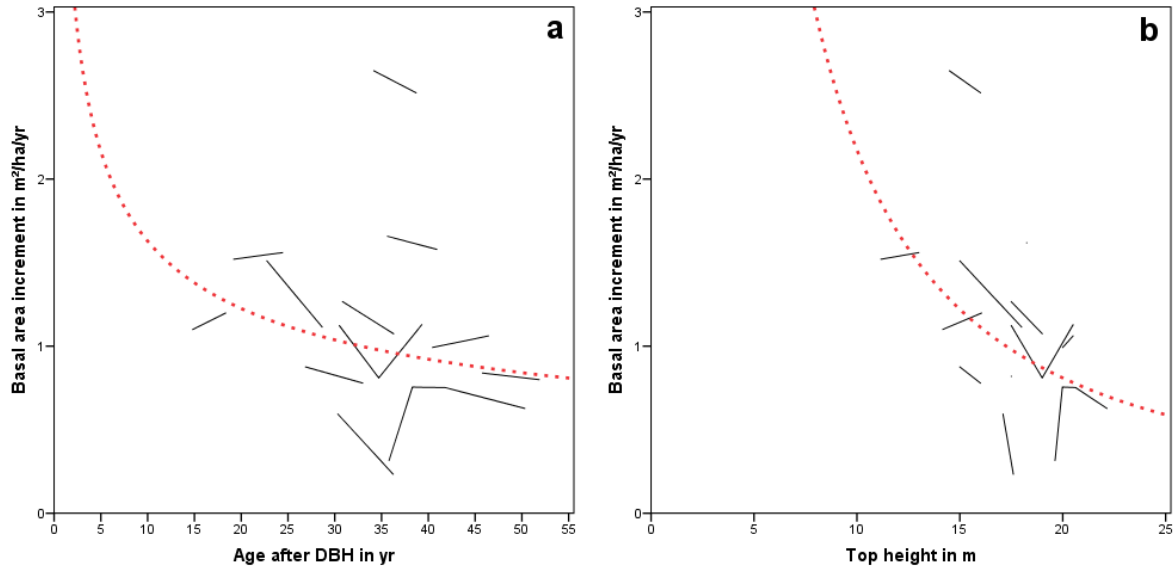 a
Basal area increment in m²/ha/yr
3
2
1
0
0 5 10 15 20 25 30 35 40 45 50 55
Age after DBH in yr
b
Basal area increment in m²/ha/yr
3
2
1
0
0 5 10 15 20 25
Top height in m